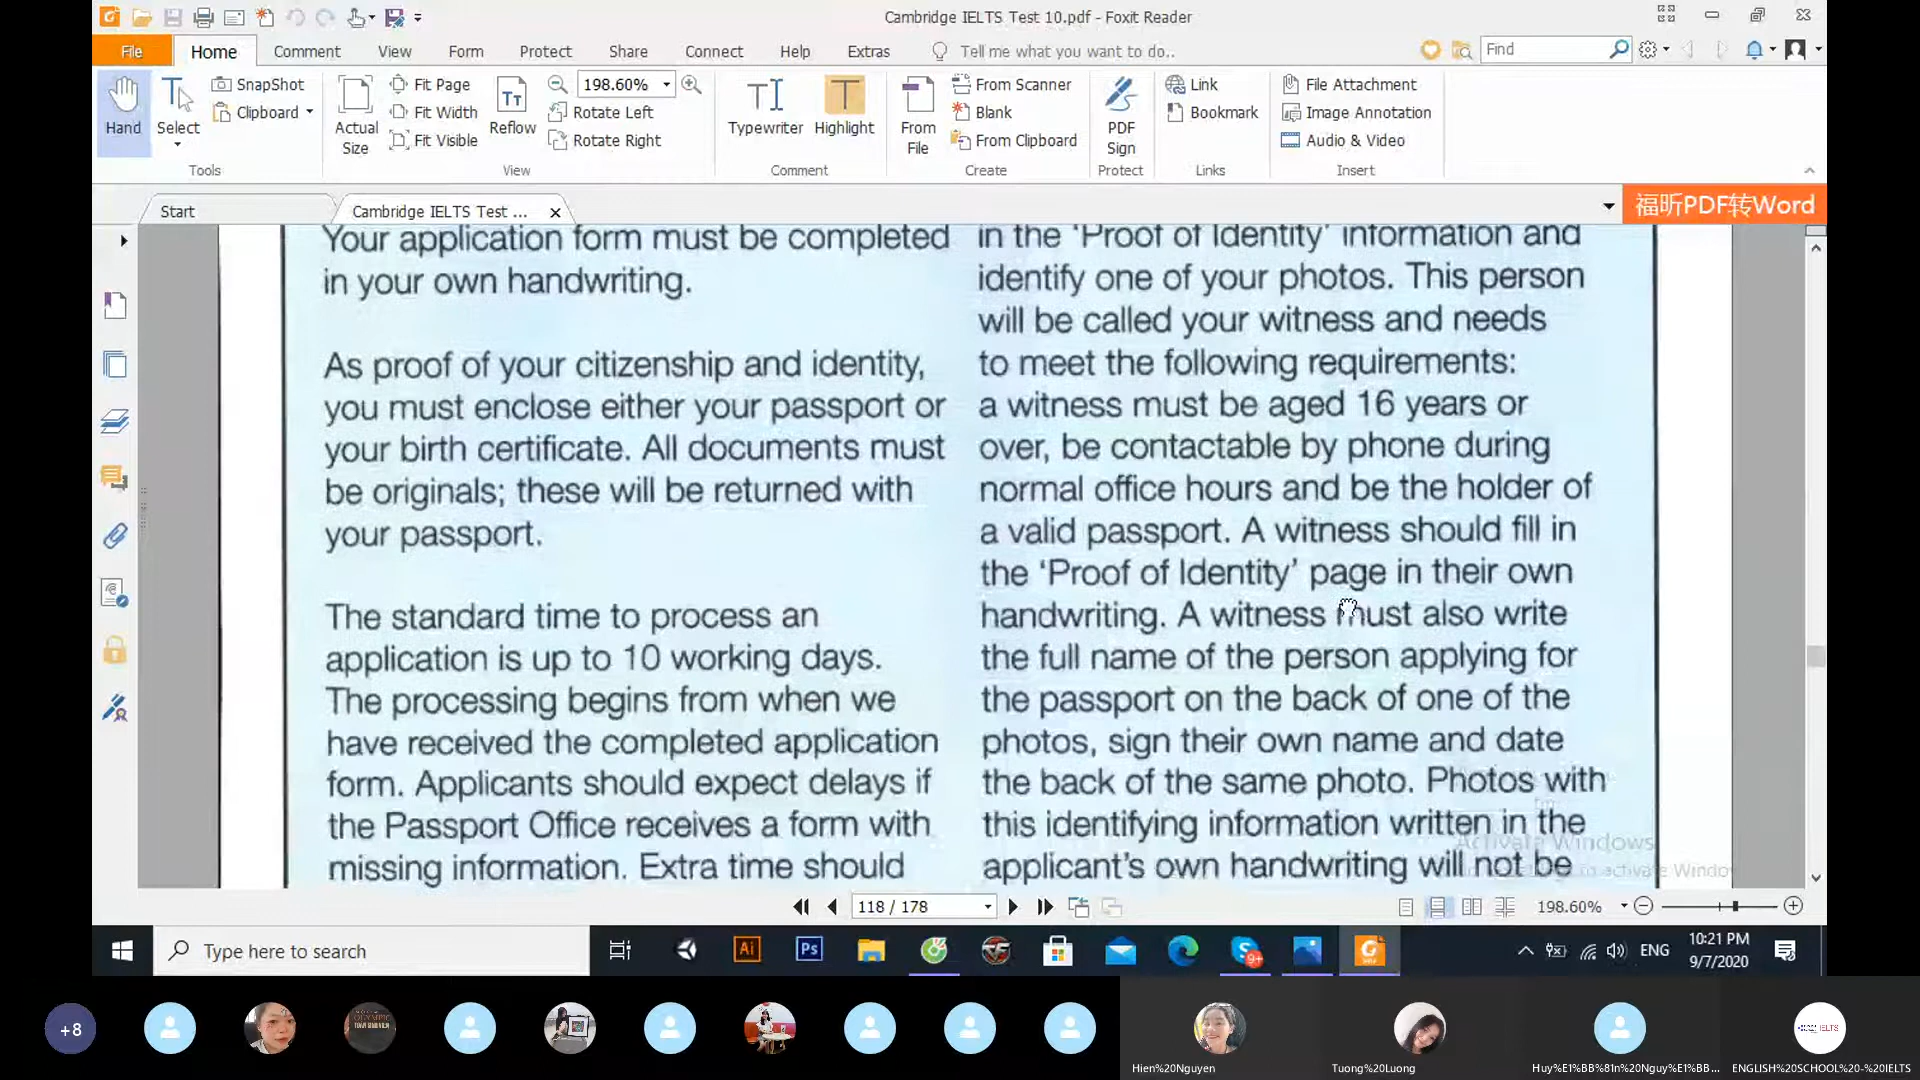 Cambridge IELTS Test 10.pdf - Foxit Reader
File Home Comment View Form Protect Share Connect Help Extras Tell me what you want to do.. Find
Hand
Select
SnapShot
Clipboard
Tools
Actual Size
Fit Page
Fit Width
Fit Visible
Reflow
198.60%
Rotate Left
Rotate Right
View
Typewriter
Highlight
Comment
From File
From Scanner
Blank
From Clipboard
Create
PDF Sign
Protect
Link
Bookmark
Links
File Attachment
Image Annotation
Audio & Video
Insert
Start
Cambridge IELTS Test ...
福昕PDF转Word
Your application form must be completed
in your own handwriting.
As proof of your citizenship and identity,
you must enclose either your passport or
your birth certificate. All documents must
be originals; these will be returned with
your passport.
The standard time to process an
application is up to 10 working days.
The processing begins from when we
have received the completed application
form. Applicants should expect delays if
the Passport Office receives a form with
missing information. Extra time should
in the ‘Proof of Identity’ information and
identify one of your photos. This person
will be called your witness and needs
to meet the following requirements:
a witness must be aged 16 years or
over, be contactable by phone during
normal office hours and be the holder of
a valid passport. A witness should fill in
the ‘Proof of Identity’ page in their own
handwriting. A witness must also write
the full name of the person applying for
the passport on the back of one of the
photos, sign their own name and date
the back of the same photo. Photos with
this identifying information written in the
applicant’s own handwriting will not be
Activate Windows
118 / 178
198.60%
Type here to search
Ai
Ps
9+
ENG
10:21 PM
9/7/2020
+8
Hien%20Nguyen
Tuong%20Luong
Huy%E1%BB%81n%20Nguy%E1%BB...
ENGLISH%20SCHOOL%20-%20IELTS